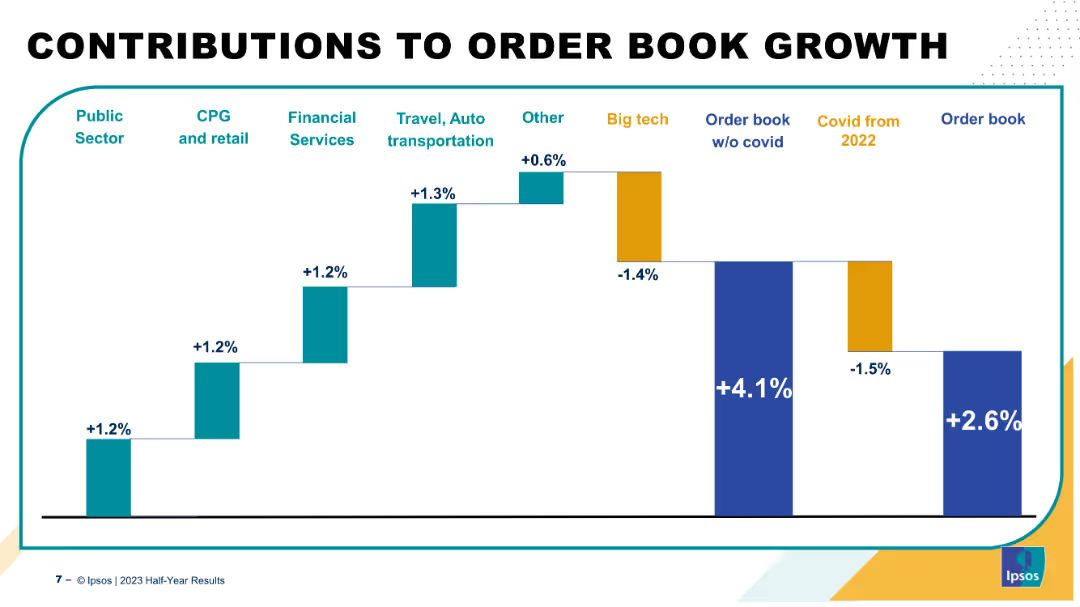 CONTRIBUTIONS TO ORDER BOOK GROWTH
Public
Sector
CPG
and retail
Financial
Services
Travel, Auto
transportation
Other
Big tech
Order book
w/o covid
Covid from
2022
Order book
+1.2%
+1.2%
+1.2%
+1.3%
+0.6%
-1.4%
+4.1%
-1.5%
+2.6%
7 – © Ipsos | 2023 Half-Year Results
Ipsos